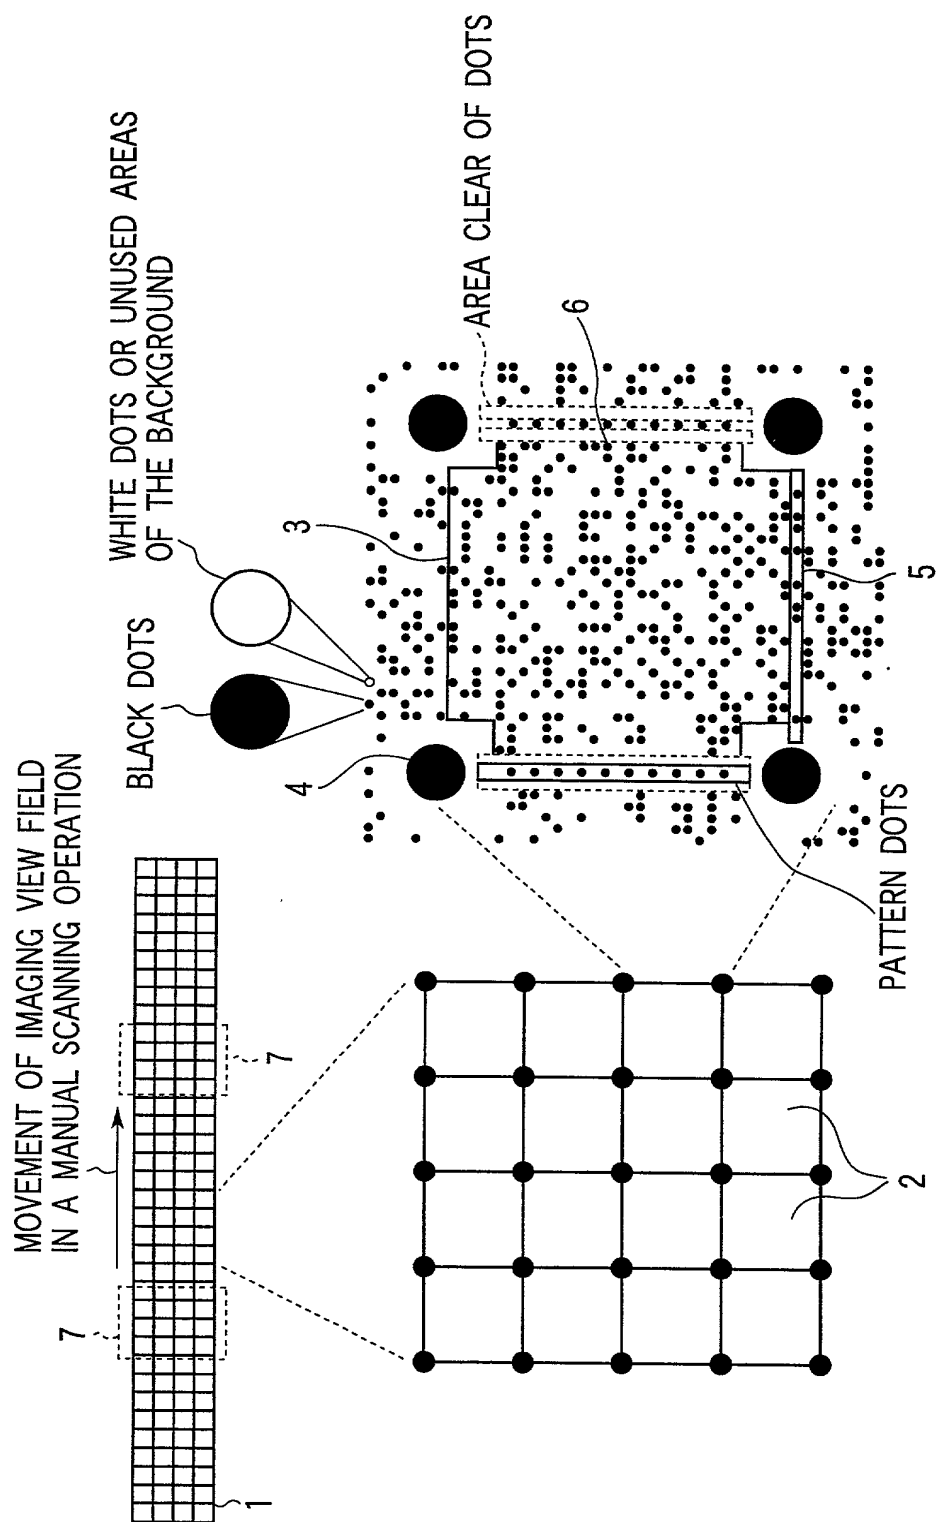 MOVEMENT OF IMAGING VIEW FIELD
IN A MANUAL SCANNING OPERATION
7
7
1
2
BLACK DOTS
WHITE DOTS OR UNUSED AREAS
OF THE BACKGROUND
3
4
AREA CLEAR OF DOTS
6
5
PATTERN DOTS